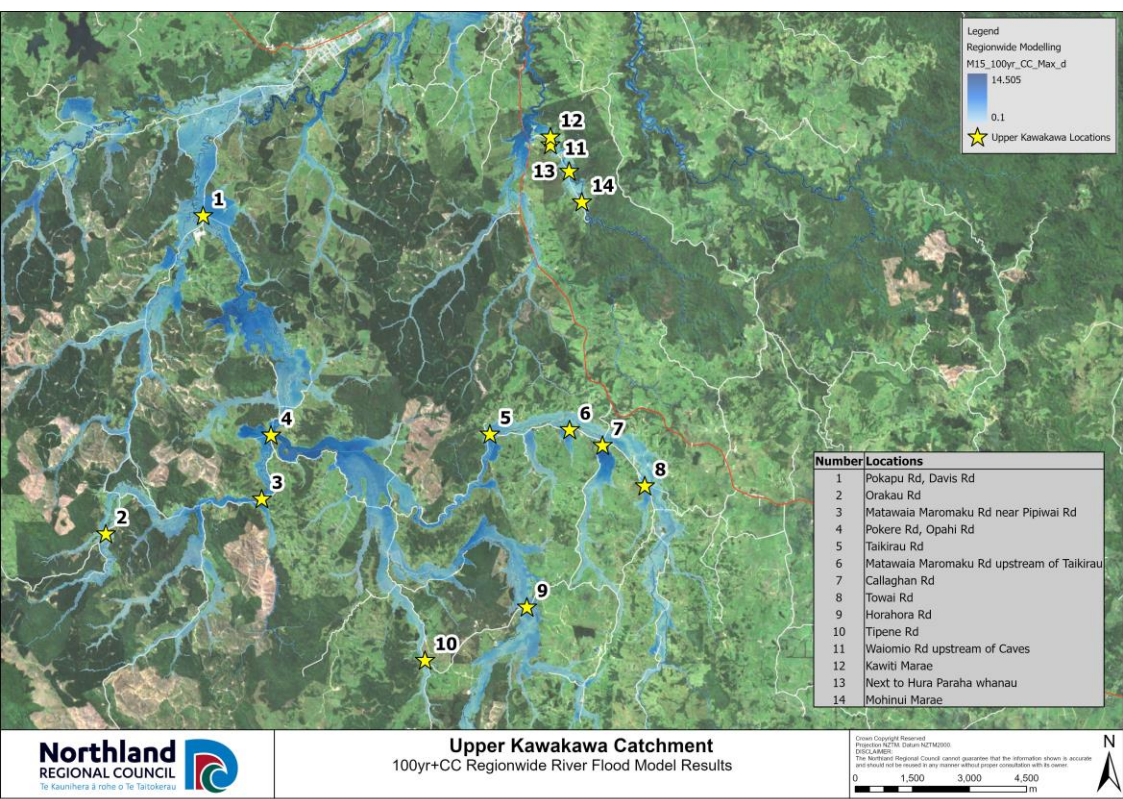 Legend
Regionwide Modelling
M15_100yr_CC_Max_d
14.505
0.1
Upper Kawakawa Locations
12
11
13
14
1
4
5
6
7
3
8
2
9
10
Number Locations
1 Pokapu Rd, Davis Rd
2 Orakau Rd
3 Matawaia Maromaku Rd near Pipiwai Rd
4 Pokere Rd, Opahi Rd
5 Taikirau Rd
6 Matawaia Maromaku Rd upstream of Taikirau
7 Callaghan Rd
8 Towai Rd
9 Horahora Rd
10 Tipene Rd
11 Waiomio Rd upstream of Caves
12 Kawiti Marae
13 Next to Hura Paraha whanau
14 Mohinui Marae
Northland
REGIONAL COUNCIL
Te Kaunihera ā rohe o Te Taitokerau
Upper Kawakawa Catchment
100yr+CC Regionwide River Flood Model Results
Crown Copyright Reserved
Projection NZTM. Datum NZTM2000.
DISCLAIMER:
The Northland Regional Council cannot guarantee that the information shown is accurate
and should not be reused in any manner without proper consultation with its owner.
0 1,500 3,000 4,500
m
N